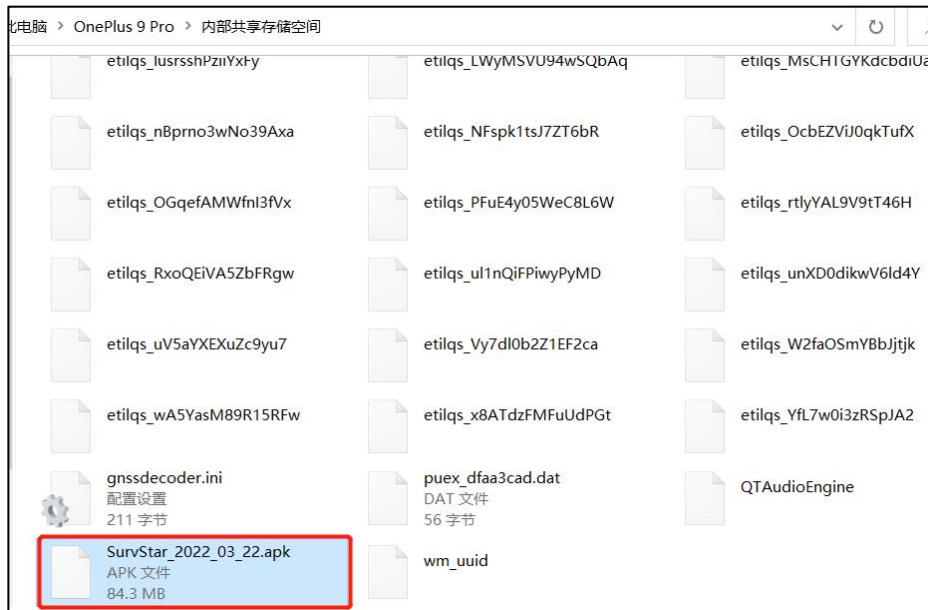 此电脑 > OnePlus 9 Pro > 内部共享存储空间
etilqs_LWyMSVU94wSQbAq
etilqs_nBprno3wNo39Axa
etilqs_NFspk1tsJ7ZT6bR
etilqs_OcbEZViJ0qkTufX
etilqs_OGqefAMWfnI3fVx
etilqs_PFuE4y05WeC8L6W
etilqs_rtlyYAL9V9tT46H
etilqs_RxoQEiVA5ZbFRgw
etilqs_ul1nQiFPiwyPyMD
etilqs_unXD0dikwV6ld4Y
etilqs_uV5aYXEXuZc9yu7
etilqs_Vy7dl0b2Z1EF2ca
etilqs_W2faOSmYBbJjtjk
etilqs_wA5YasM89R15RFw
etilqs_x8ATdzFMFuUdPGt
etilqs_YfL7w0i3zRSpJA2
gnssdecoder.ini
配置设置
211 字节
puex_dfaa3cad.dat
DAT 文件
56 字节
QTAudioEngine
SurvStar_2022_03_22.apk
APK 文件
84.3 MB
wm_uuid